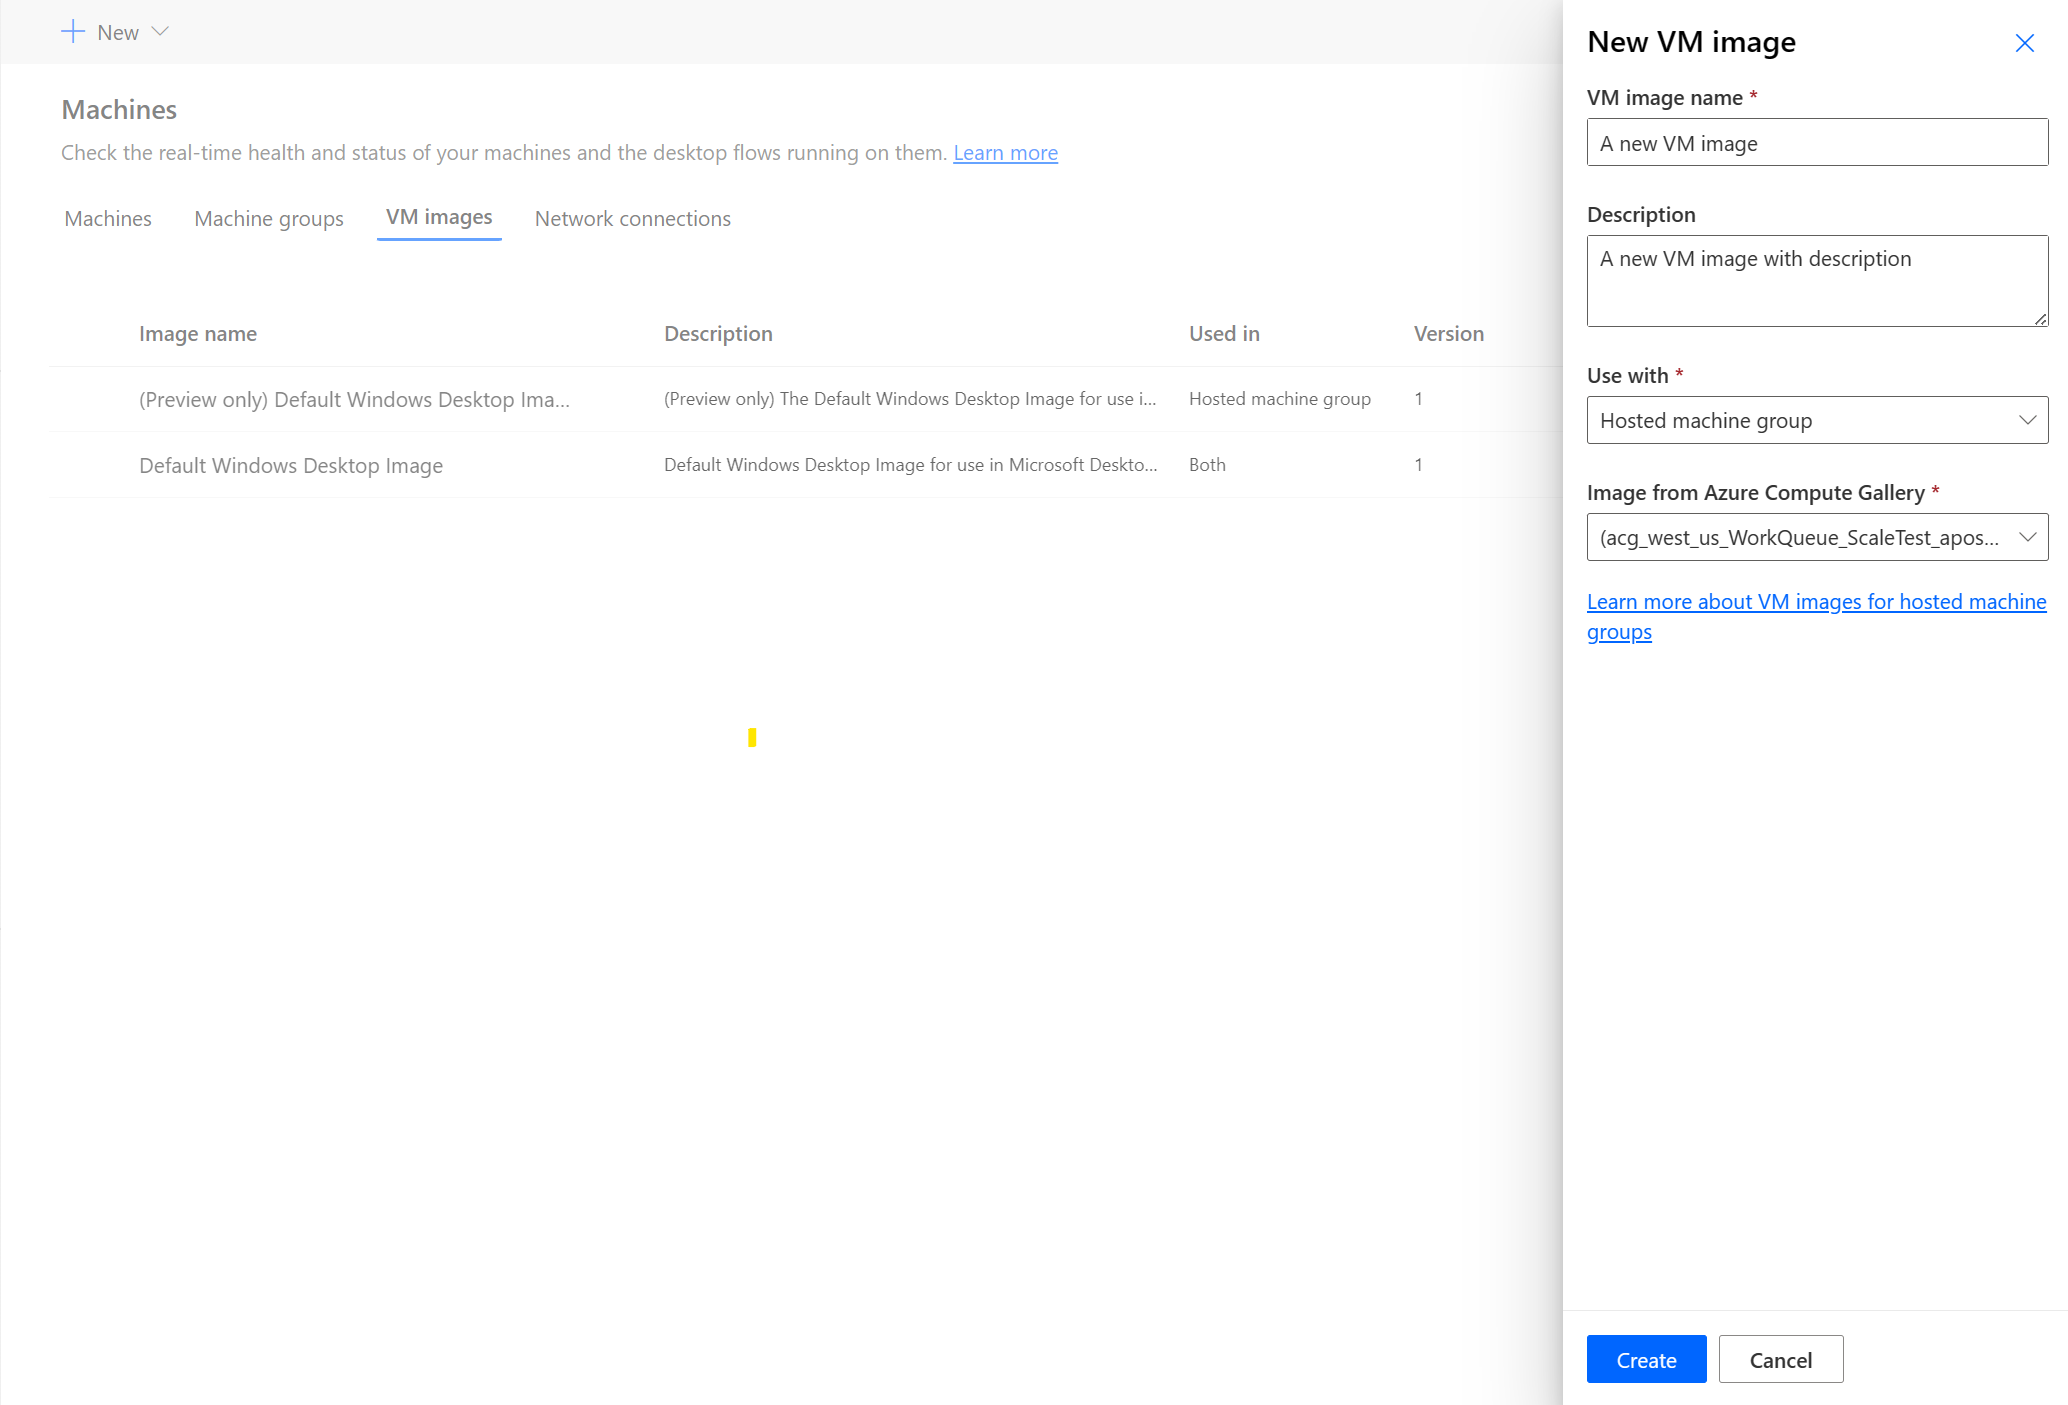 New
Machines
Check the real-time health and status of your machines and the desktop flows running on them. Learn more
Machines Machine groups VM images Network connections
Image name Description Used in Version
(Preview only) Default Windows Desktop Ima... (Preview only) The Default Windows Desktop Image for use i... Hosted machine group 1
Default Windows Desktop Image Default Windows Desktop Image for use in Microsoft Deskto... Both 1
New VM image
VM image name *
A new VM image
Description
A new VM image with description
Use with *
Hosted machine group
Image from Azure Compute Gallery *
(acg_west_us_WorkQueue_ScaleTest_apos...
Learn more about VM images for hosted machine
groups
Create Cancel